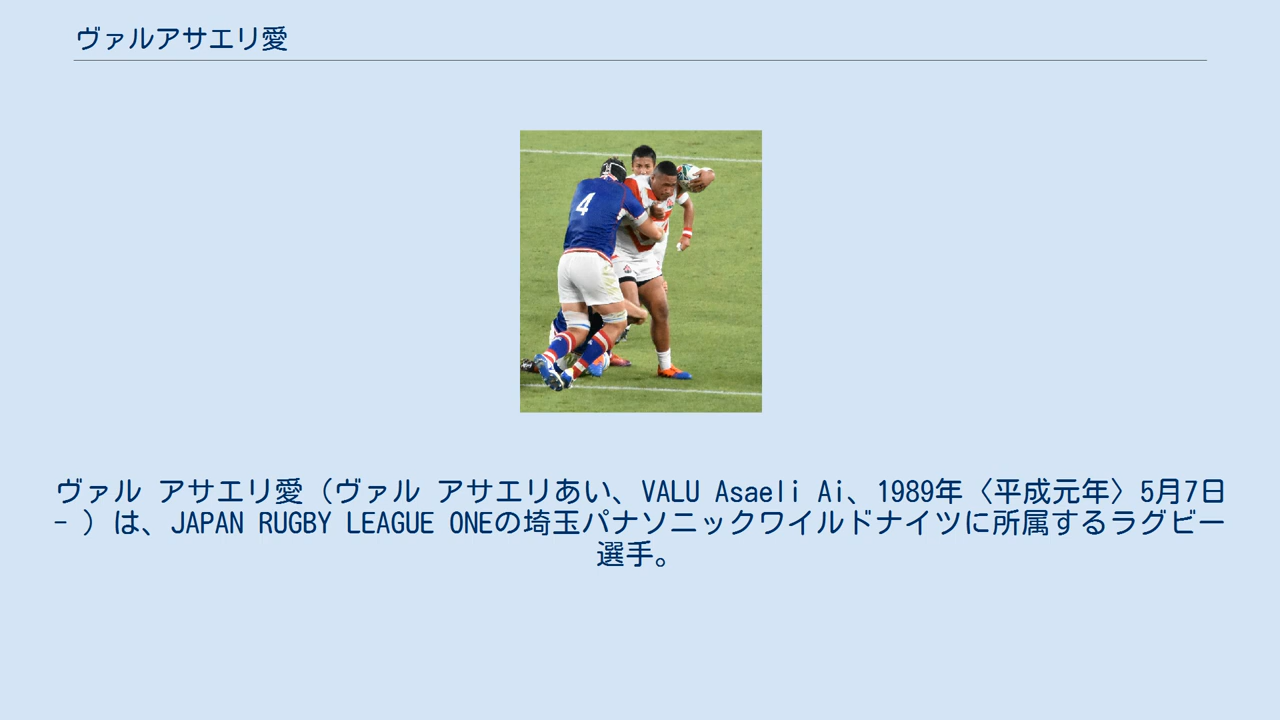 ヴァルアサエリ愛
4
ヴァル アサエリ愛（ヴァル アサエリあい、VALU Asaeli Ai、1989年〈平成元年〉5月7日
- ）は、JAPAN RUGBY LEAGUE ONEの埼玉パナソニックワイルドナイツに所属するラグビー
選手。